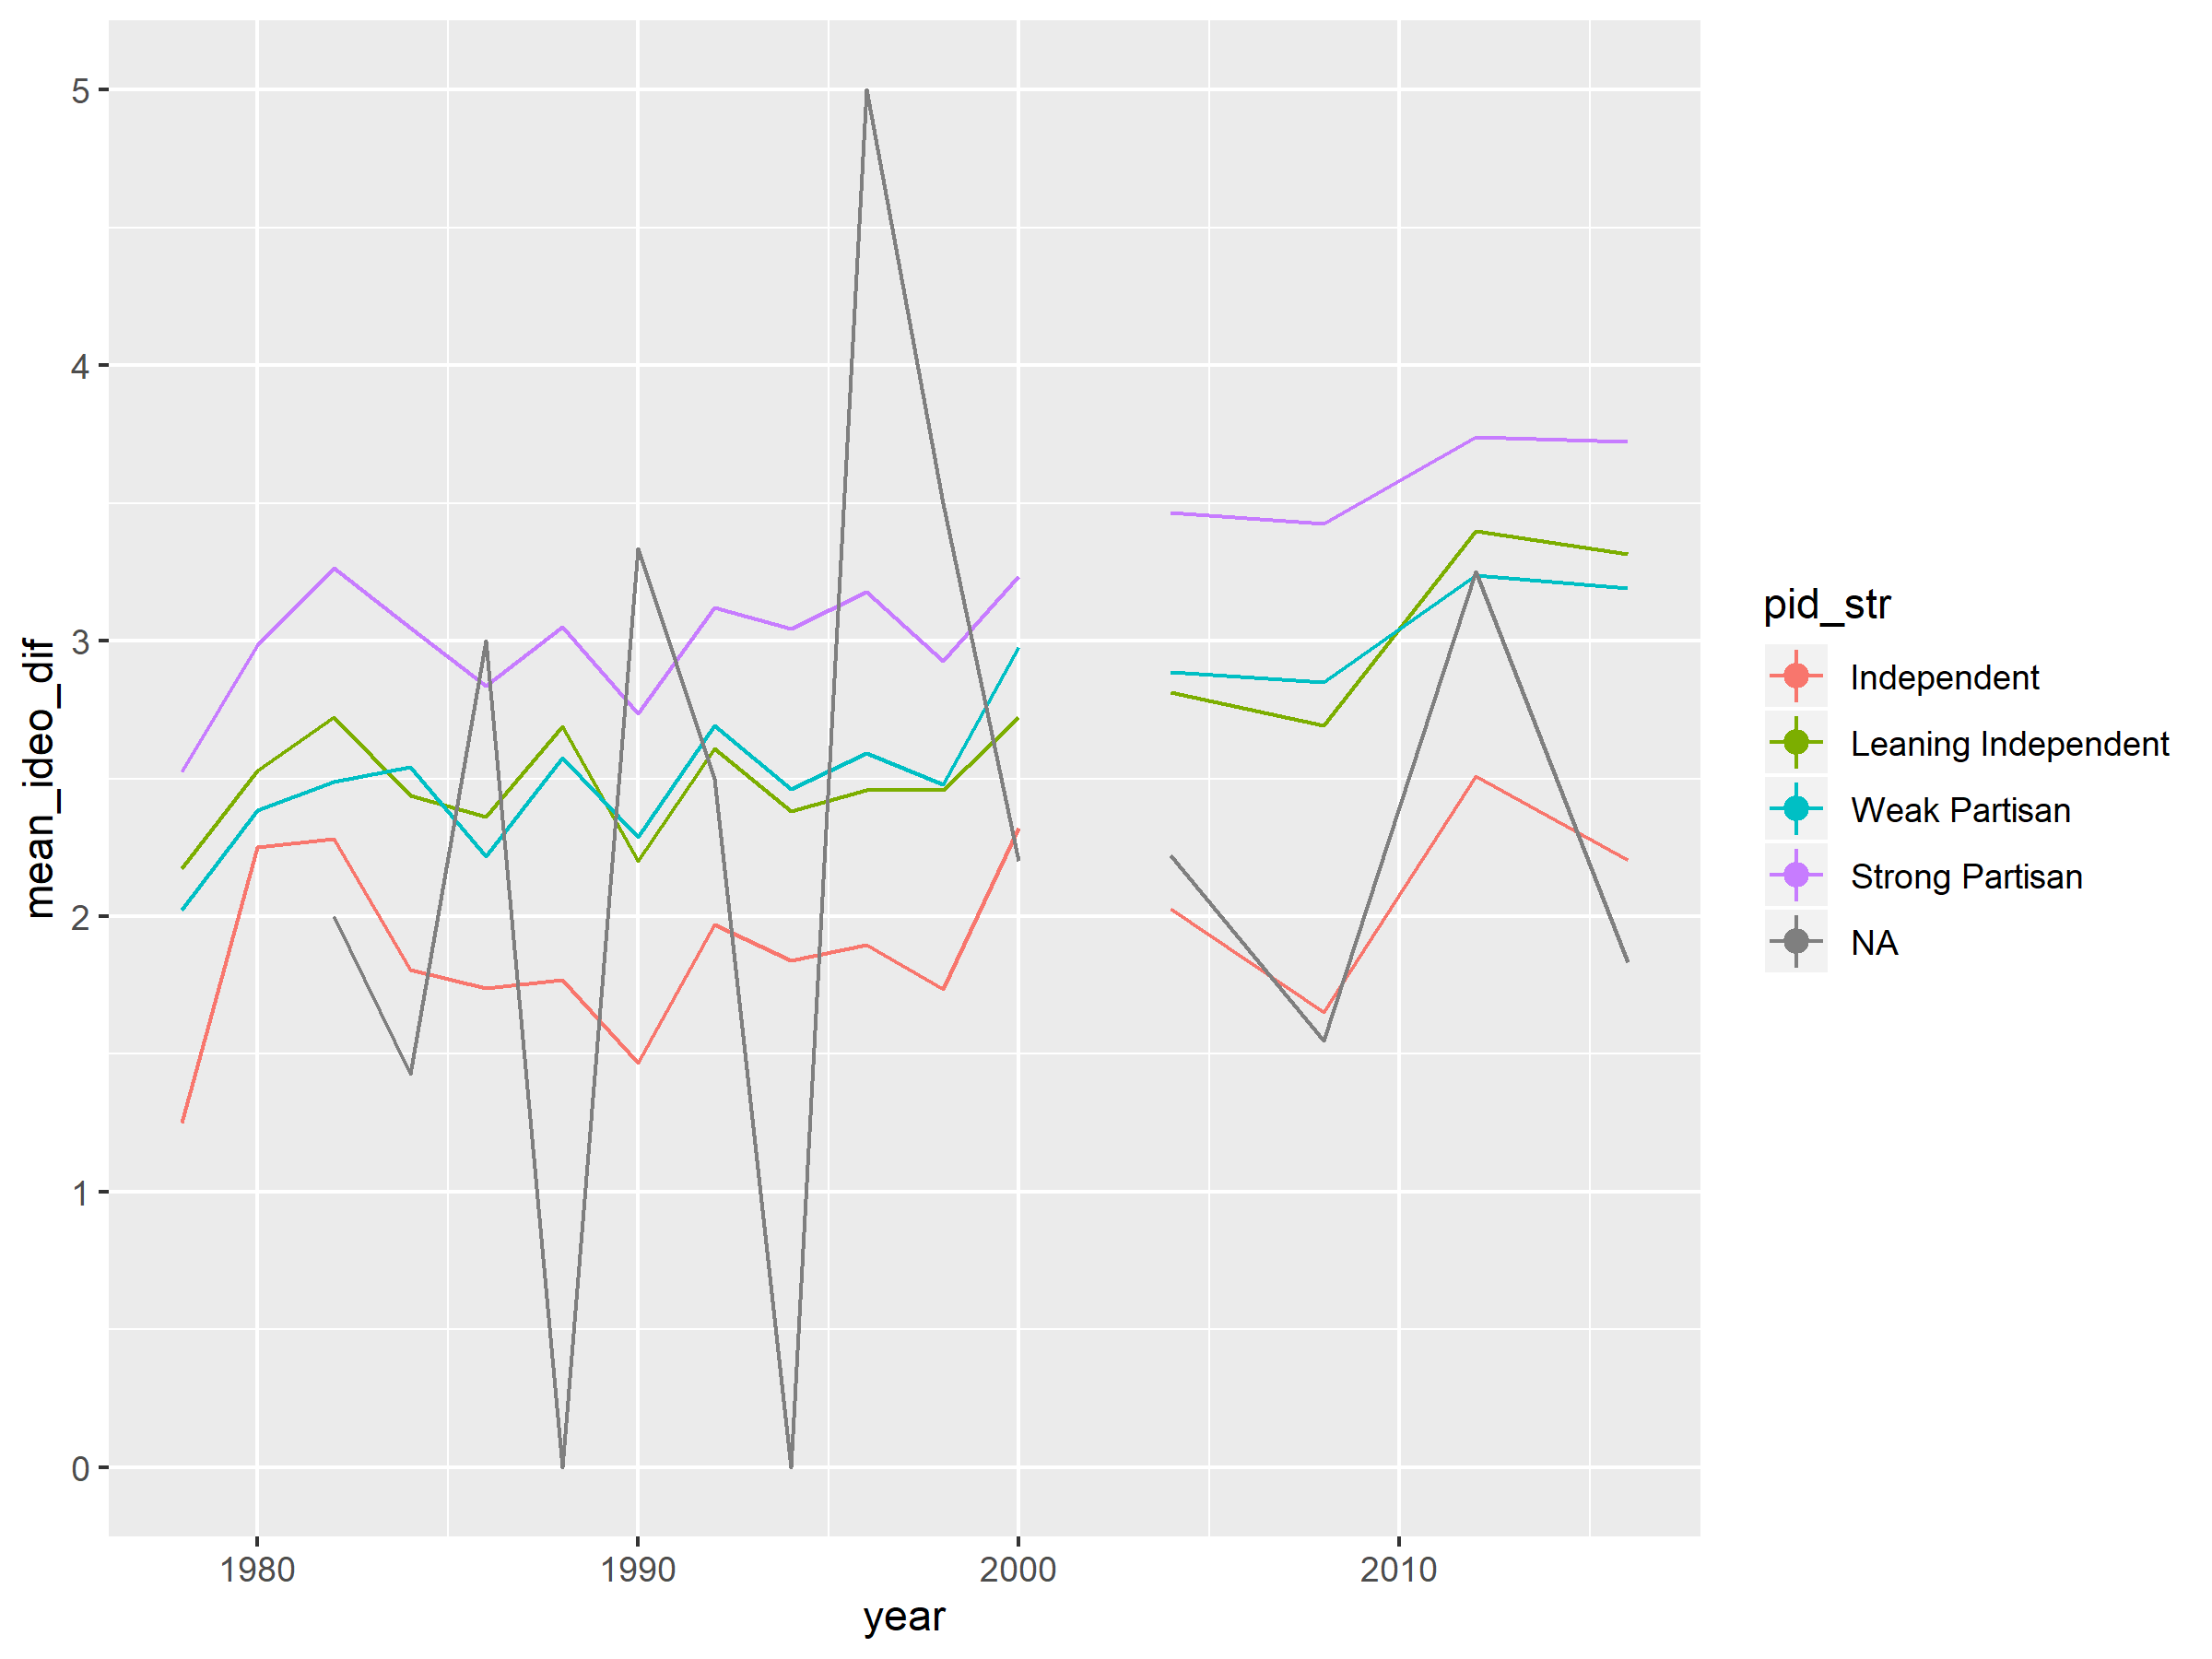 mean_ideo_dif
5
4
3
2
1
0
1980
1990
2000
2010
year
pid_str
Independent
Leaning Independent
Weak Partisan
Strong Partisan
NA